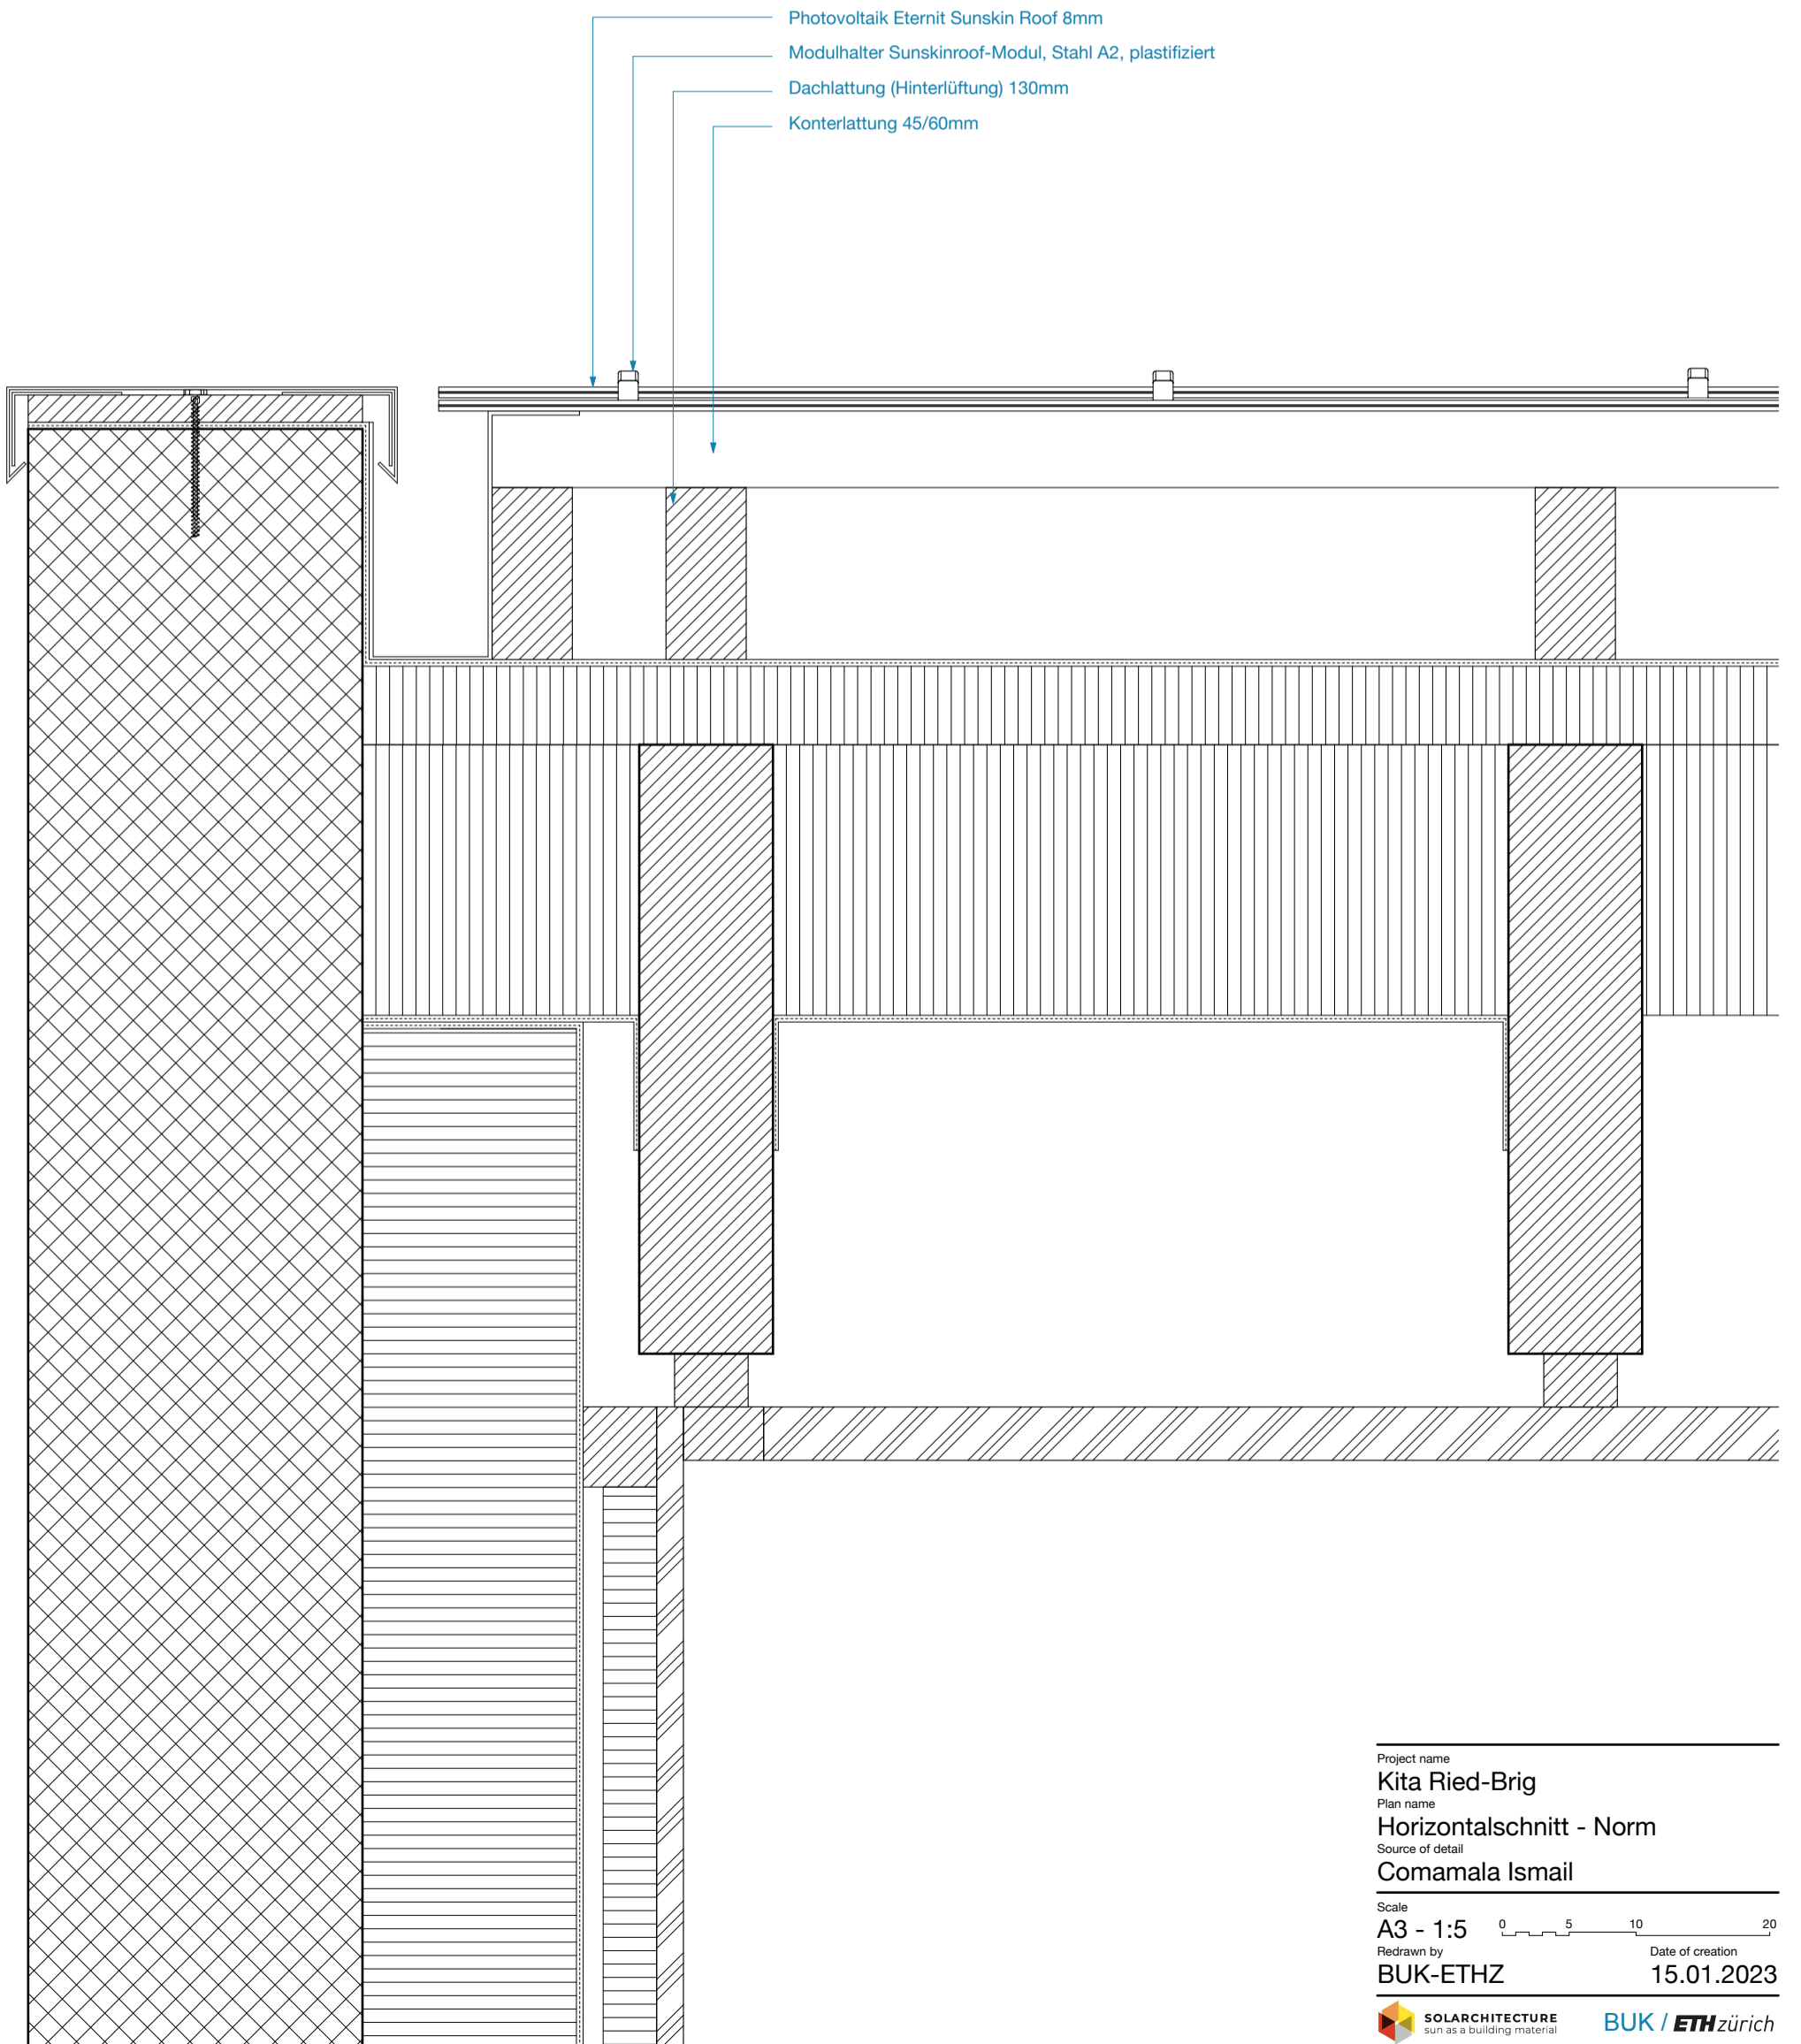 Photovoltaik Eternit Sunskin Roof 8mm
Modulhalter Sunskinroof-Modul, Stahl A2, plastifiziert
Dachlattung (Hinterlüftung) 130mm
Konterlattung 45/60mm
Project name
Kita Ried-Brig
Plan name
Horizontalschnitt - Norm
Source of detail
Comamala Ismail
Scale
A3 - 1:5
0 5 10 20
Redrawn by
BUK-ETHZ
Date of creation
15.01.2023
SOLARCHITECTURE
sun as a building material
BUK / ETH zürich